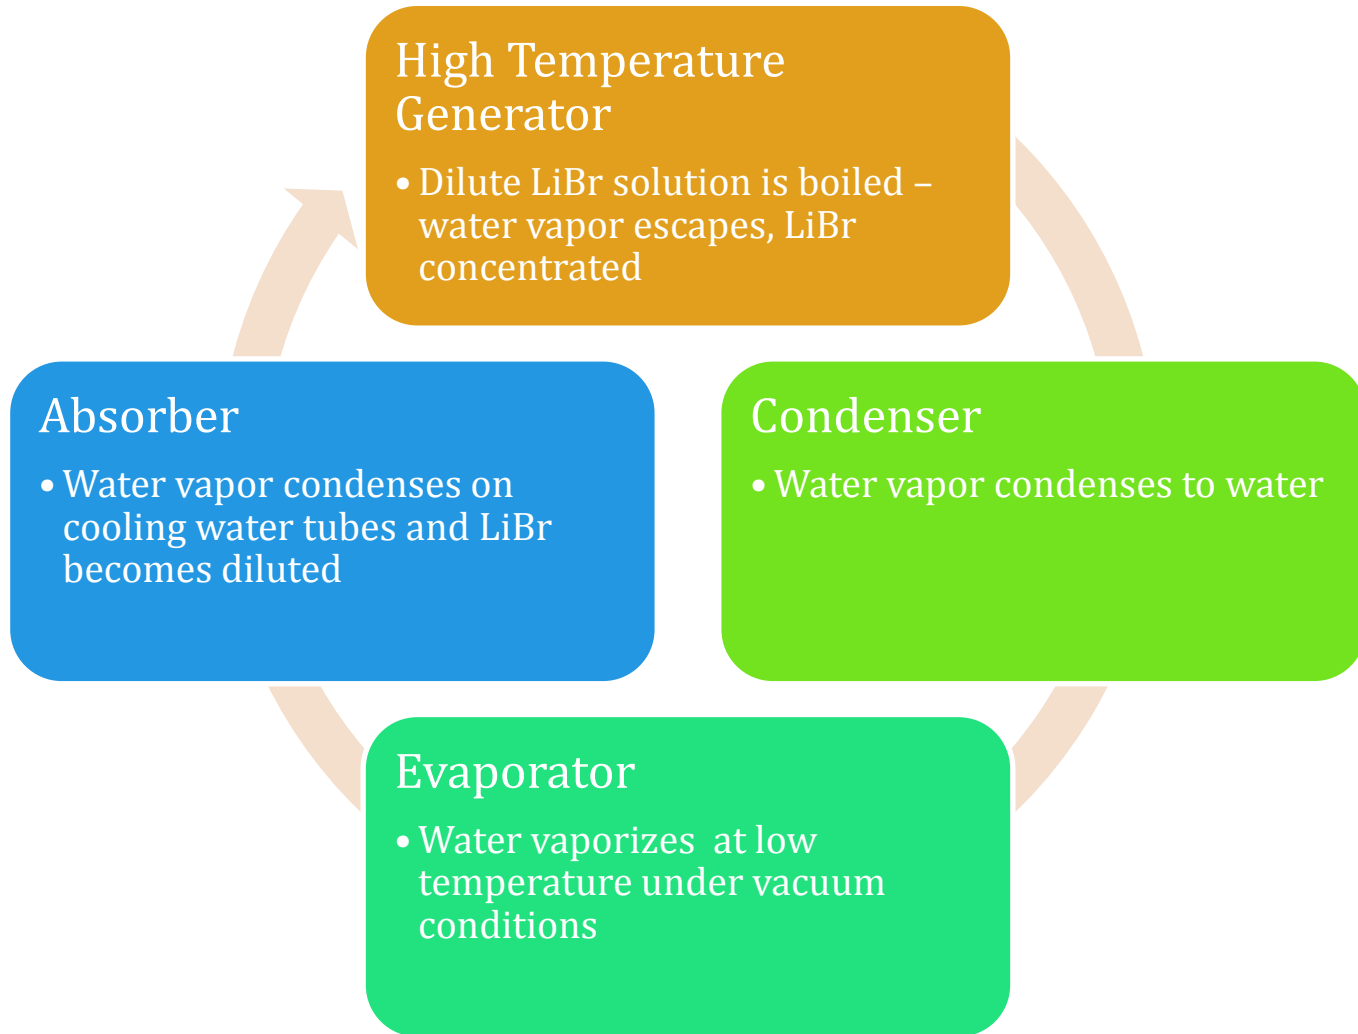 High Temperature
Generator
• Dilute LiBr solution is boiled –
water vapor escapes, LiBr
concentrated
Absorber
• Water vapor condenses on
cooling water tubes and LiBr
becomes diluted
Condenser
• Water vapor condenses to water
Evaporator
• Water vaporizes  at low
temperature under vacuum
conditions